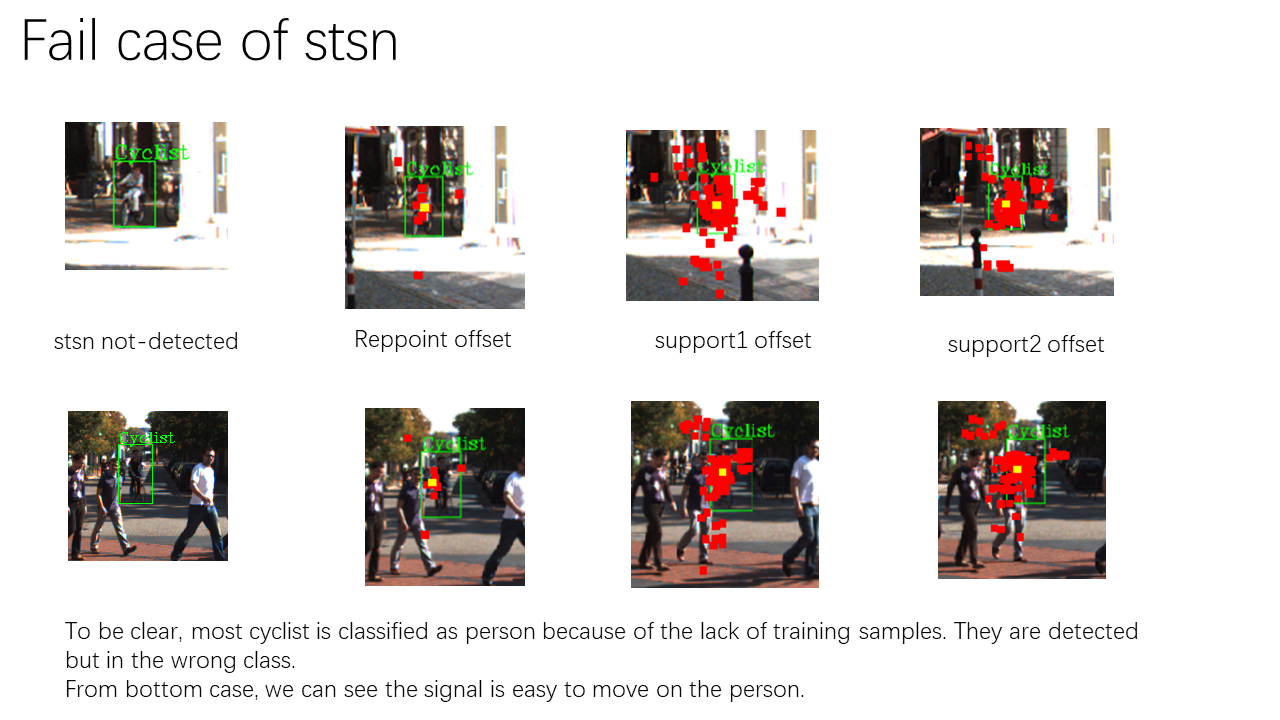 Fail case of stsn
Cyclist
Cyclist
Cyclist
Cyclist
stsn not-detected
Reppoint offset
support1 offset
support2 offset
Cyclist
Cyclist
Cyclist
Cyclist
To be clear, most cyclist is classified as person because of the lack of training samples. They are detected
but in the wrong class.
From bottom case, we can see the signal is easy to move on the person.